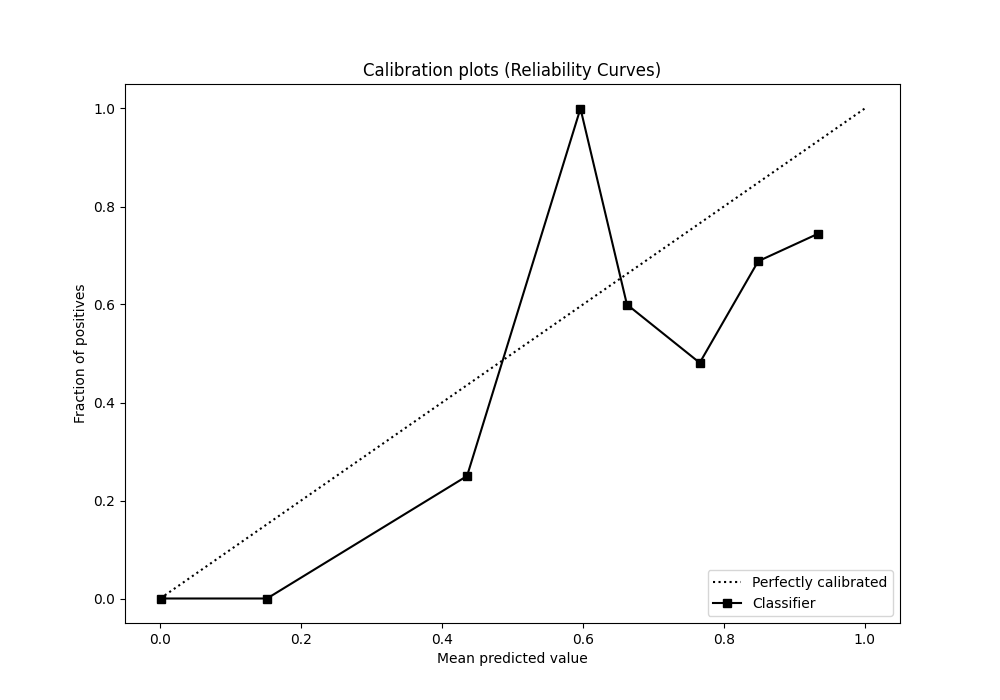 Calibration plots (Reliability Curves)
Fraction of positives
1.0
0.8
0.6
0.4
0.2
0.0
Perfectly calibrated
Classifier
0.0 0.2 0.4 0.6 0.8 1.0
Mean predicted value